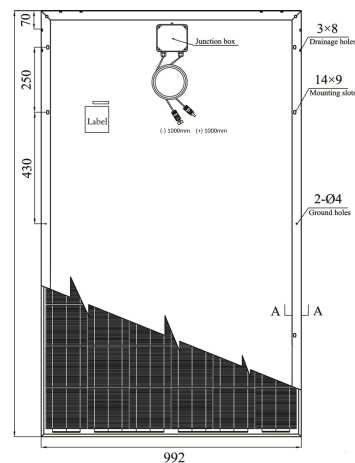 70
250
430
Junction box
Label
(-) 1000mm (+) 1000mm
3×8
Drainage holes
14×9
Mounting slots
2-Ø4
Ground holes
A A
992